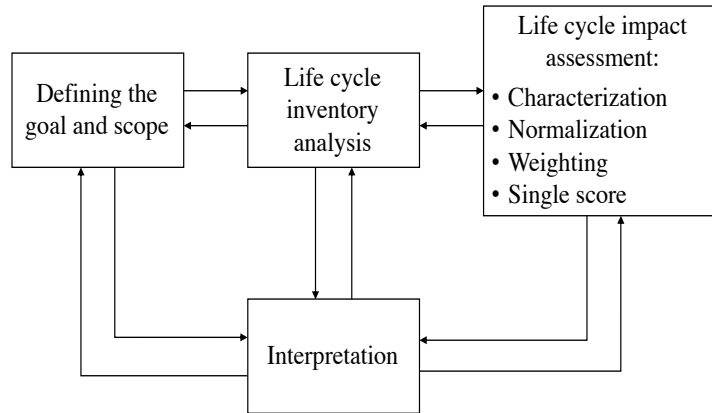 Defining the
goal and scope
Life cycle
inventory
analysis
Life cycle impact
assessment:
• Characterization
• Normalization
• Weighting
• Single score
Interpretation